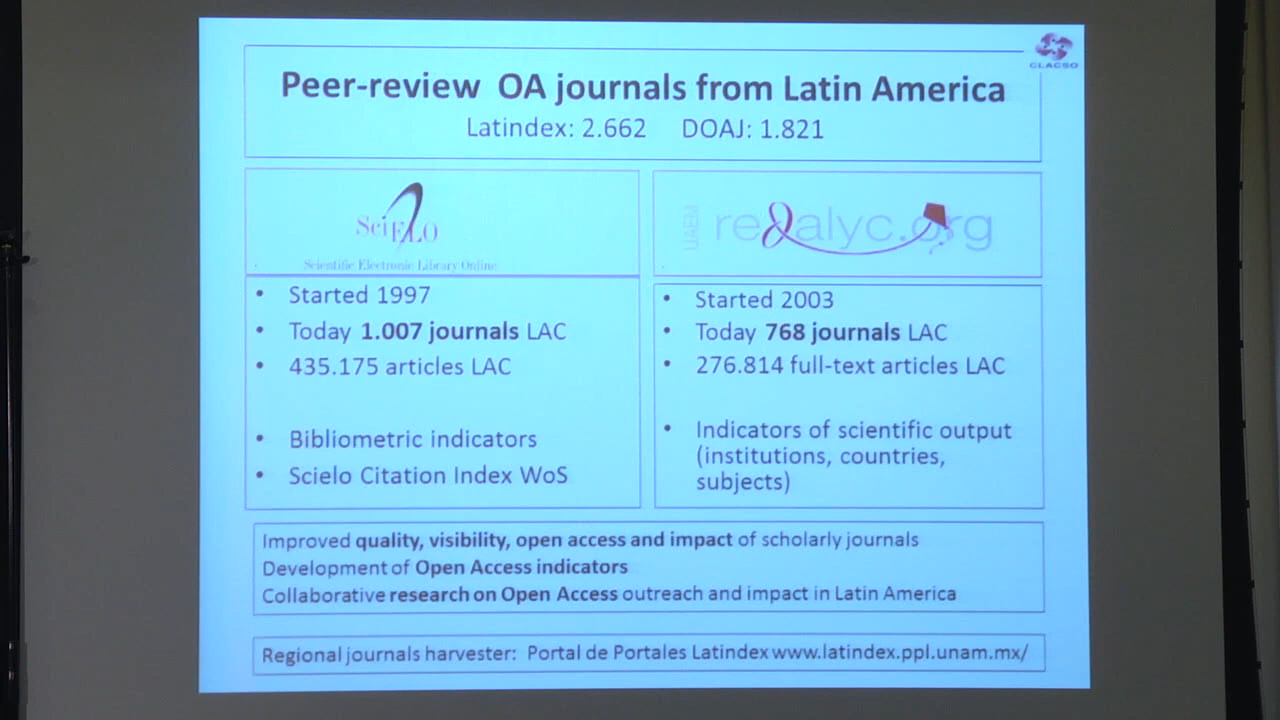 CLACSO
Peer-review OA journals from Latin America
Latindex: 2.662 DOAJ: 1.821
SciELO
Scientific Electronic Library Online
UAEM
redalyc.org
• Started 1997
• Today 1.007 journals LAC
• 435.175 articles LAC
• Bibliometric indicators
• Scielo Citation Index WoS
• Started 2003
• Today 768 journals LAC
• 276.814 full-text articles LAC
• Indicators of scientific output
(institutions, countries,
subjects)
Improved quality, visibility, open access and impact of scholarly journals
Development of Open Access indicators
Collaborative research on Open Access outreach and impact in Latin America
Regional journals harvester: Portal de Portales Latindex www.latindex.ppl.unam.mx/